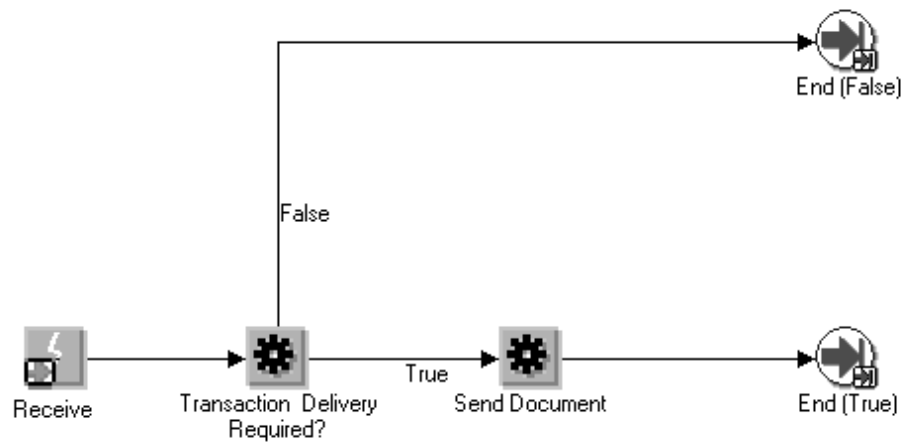 End (False)
False
True
Receive
Transaction Delivery
Required?
Send Document
End (True)